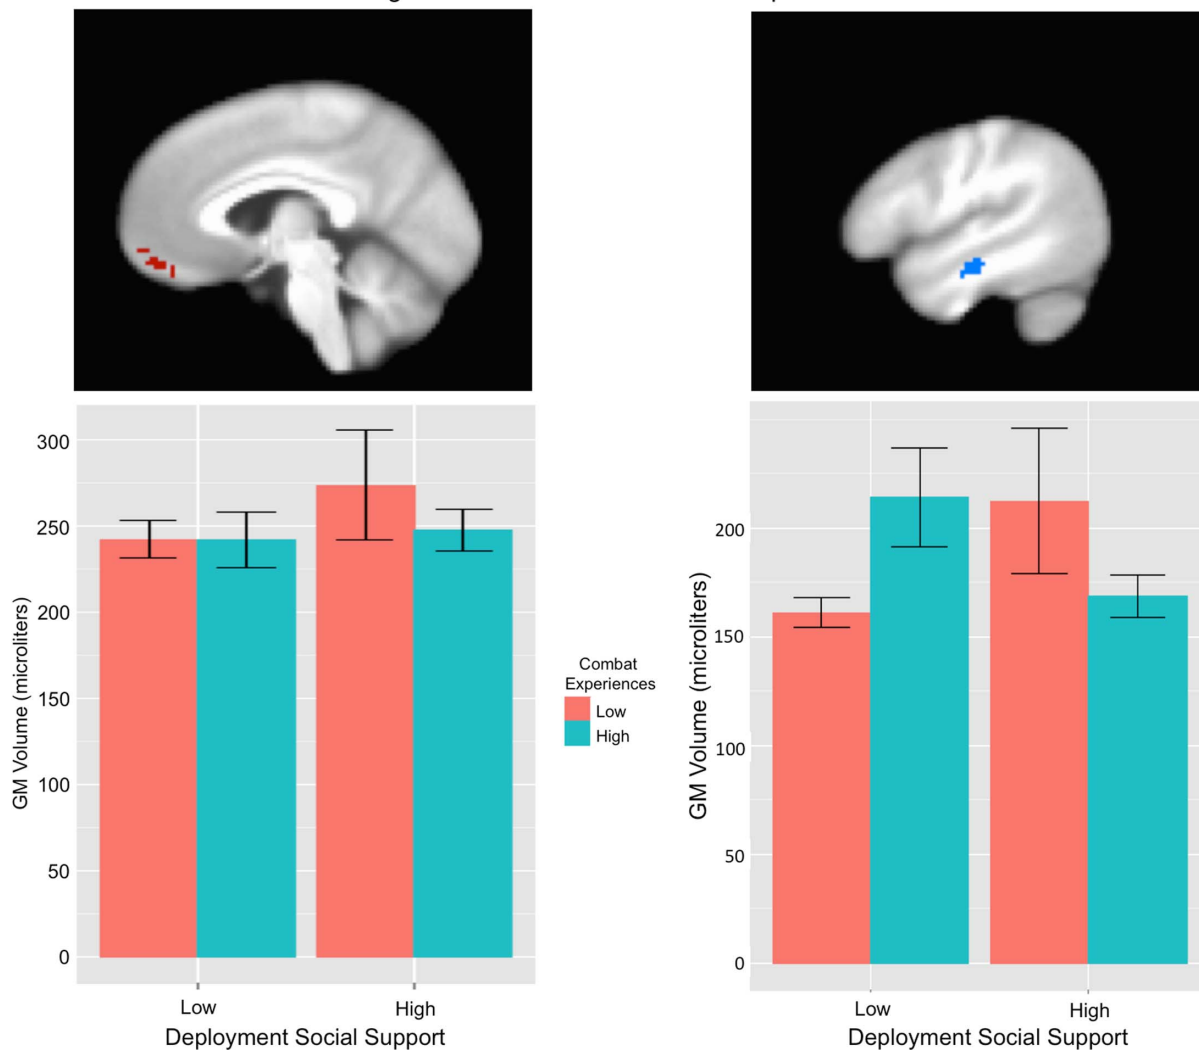 300
250
200
150
100
50
0
GM Volume (microliters)
Low
High
Deployment Social Support
Combat
Experiences
Low
High
200
150
100
50
0
GM Volume (microliters)
Low
High
Deployment Social Support